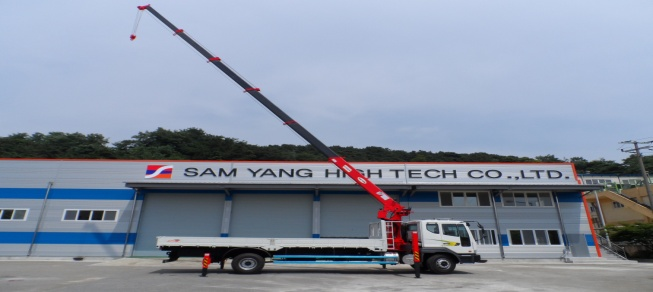 SAM YANG HIGH TECH CO.,LTD.